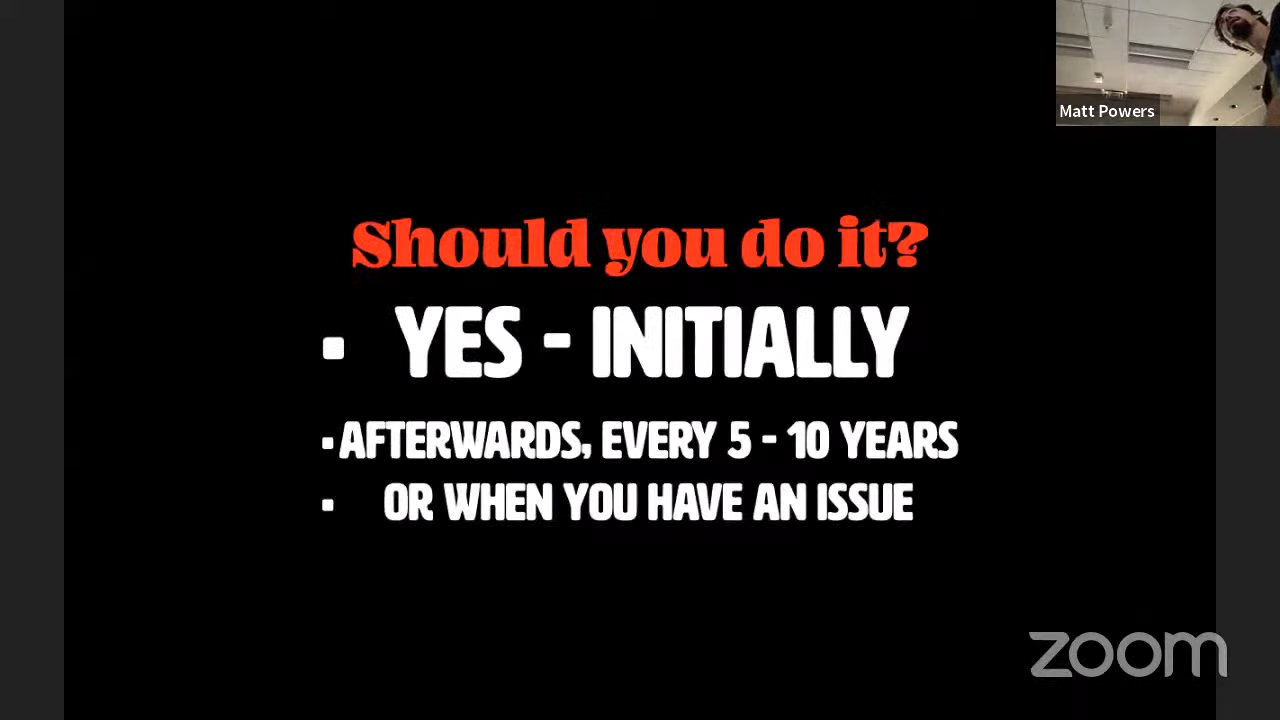 Matt Powers
Should you do it?
▪ YES - INITIALLY
▪ AFTERWARDS, EVERY 5 - 10 YEARS
▪ OR WHEN YOU HAVE AN ISSUE
zoom